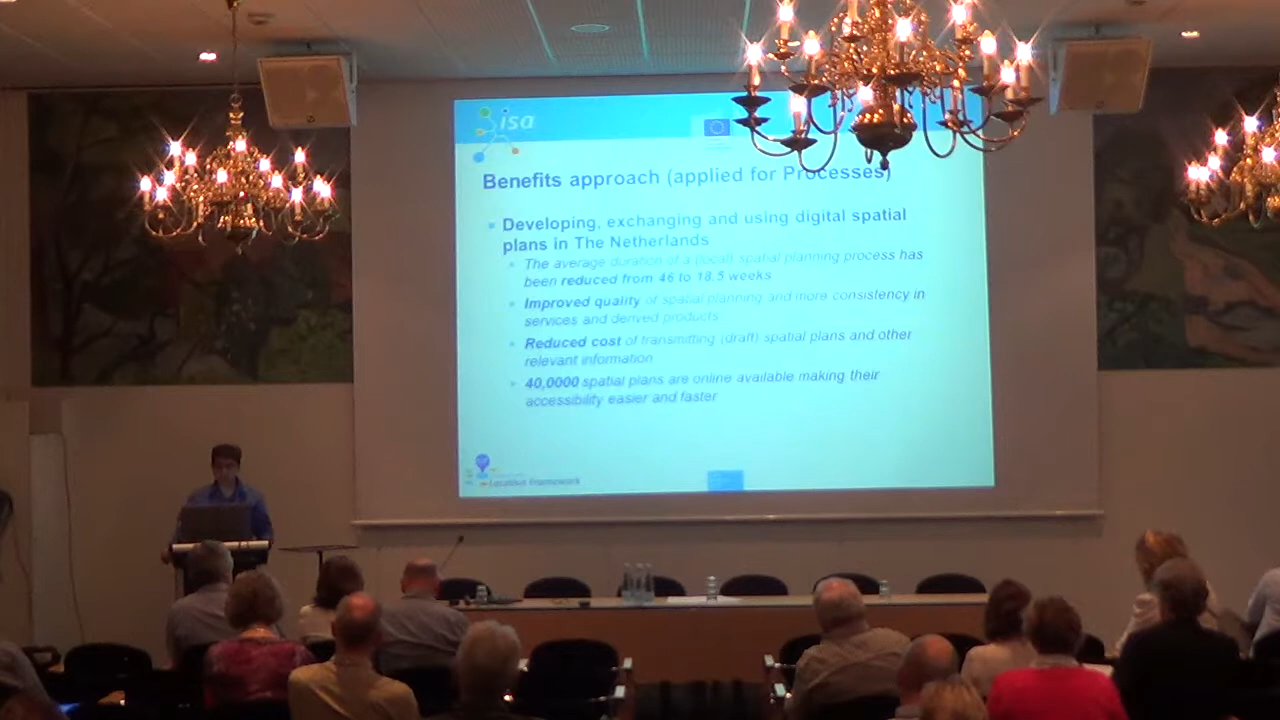 isa
Benefits approach (applied for Processes)
Developing, exchanging and using digital spatial
plans in The Netherlands
The average duration of a (local) spatial planning process has
been reduced from 46 to 18.5 weeks
Improved quality of spatial planning and more consistency in
services and derived products
Reduced cost of transmitting (draft) spatial plans and other
relevant information
40,0000 spatial plans are online available making their
accessibility easier and faster
Location Framework